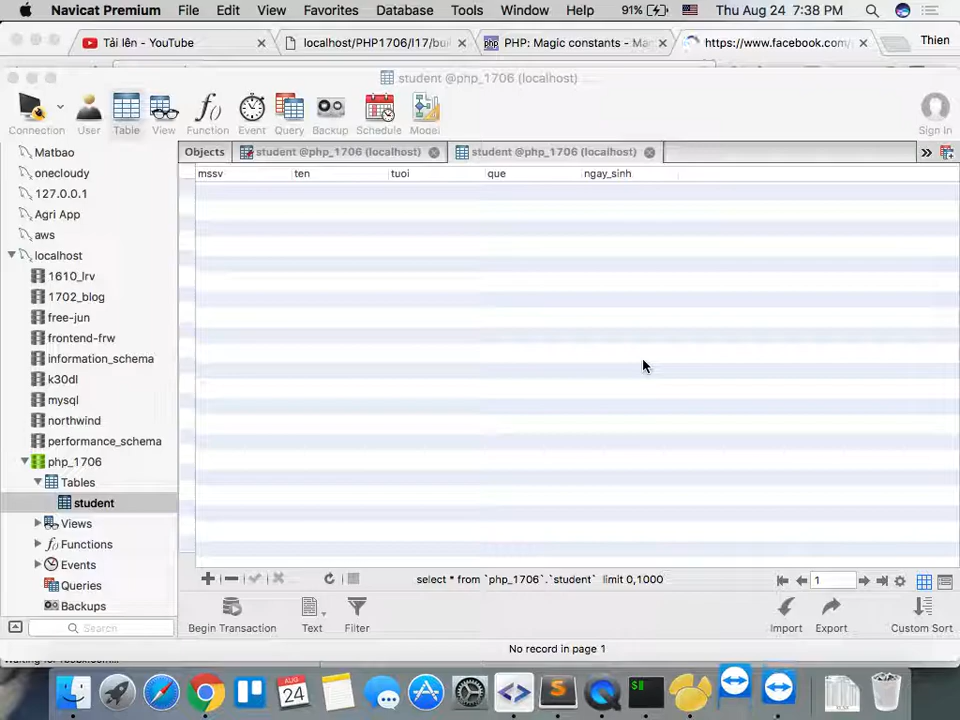 Navicat Premium File Edit View Favorites Database Tools Window Help 91% Thu Aug 24 7:38 PM
Tải lên - YouTube localhost/PHP1706/l17/bui PHP: Magic constants - Ma https://www.facebook.com/ Thien
student @php_1706 (localhost)
Connection User Table View Function Event Query Backup Schedule Model Sign In
Objects student @php_1706 (localhost) student @php_1706 (localhost) »
mssv ten tuoi que ngay_sinh
Matbao
onecloudy
127.0.0.1
Agri App
aws
localhost
1610_lrv
1702_blog
free-jun
frontend-frw
information_schema
k30dl
mysql
northwind
performance_schema
php_1706
Tables
student
Views
Functions
Events
Queries
Backups
Search
select * from `php_1706`.`student` limit 0,1000 1
Begin Transaction Text Filter Import Export Custom Sort
No record in page 1
AUG
24